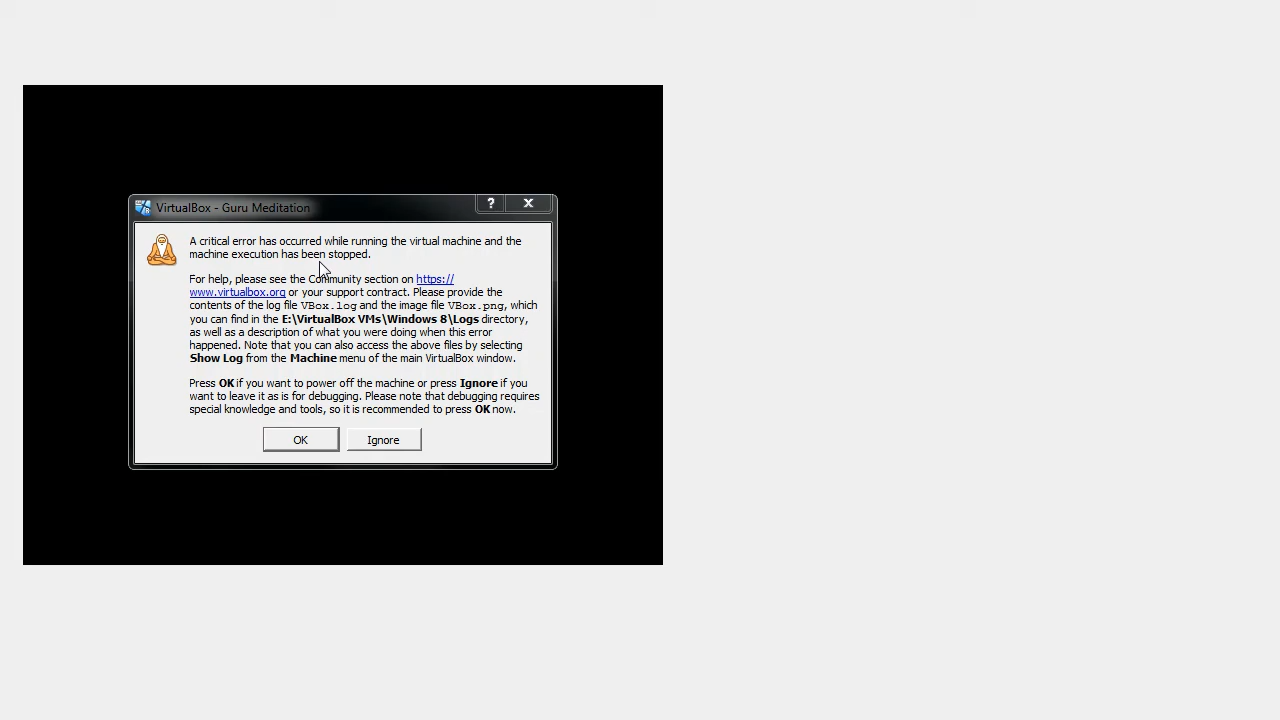 VirtualBox - Guru Meditation
?
A critical error has occurred while running the virtual machine and the
machine execution has been stopped.
For help, please see the Community section on https://
www.virtualbox.org or your support contract. Please provide the
contents of the log file VBox.log and the image file VBox.png, which
you can find in the E:\VirtualBox VMs\Windows 8\Logs directory,
as well as a description of what you were doing when this error
happened. Note that you can also access the above files by selecting
Show Log from the Machine menu of the main VirtualBox window.
Press OK if you want to power off the machine or press Ignore if you
want to leave it as is for debugging. Please note that debugging requires
special knowledge and tools, so it is recommended to press OK now.
OK Ignore